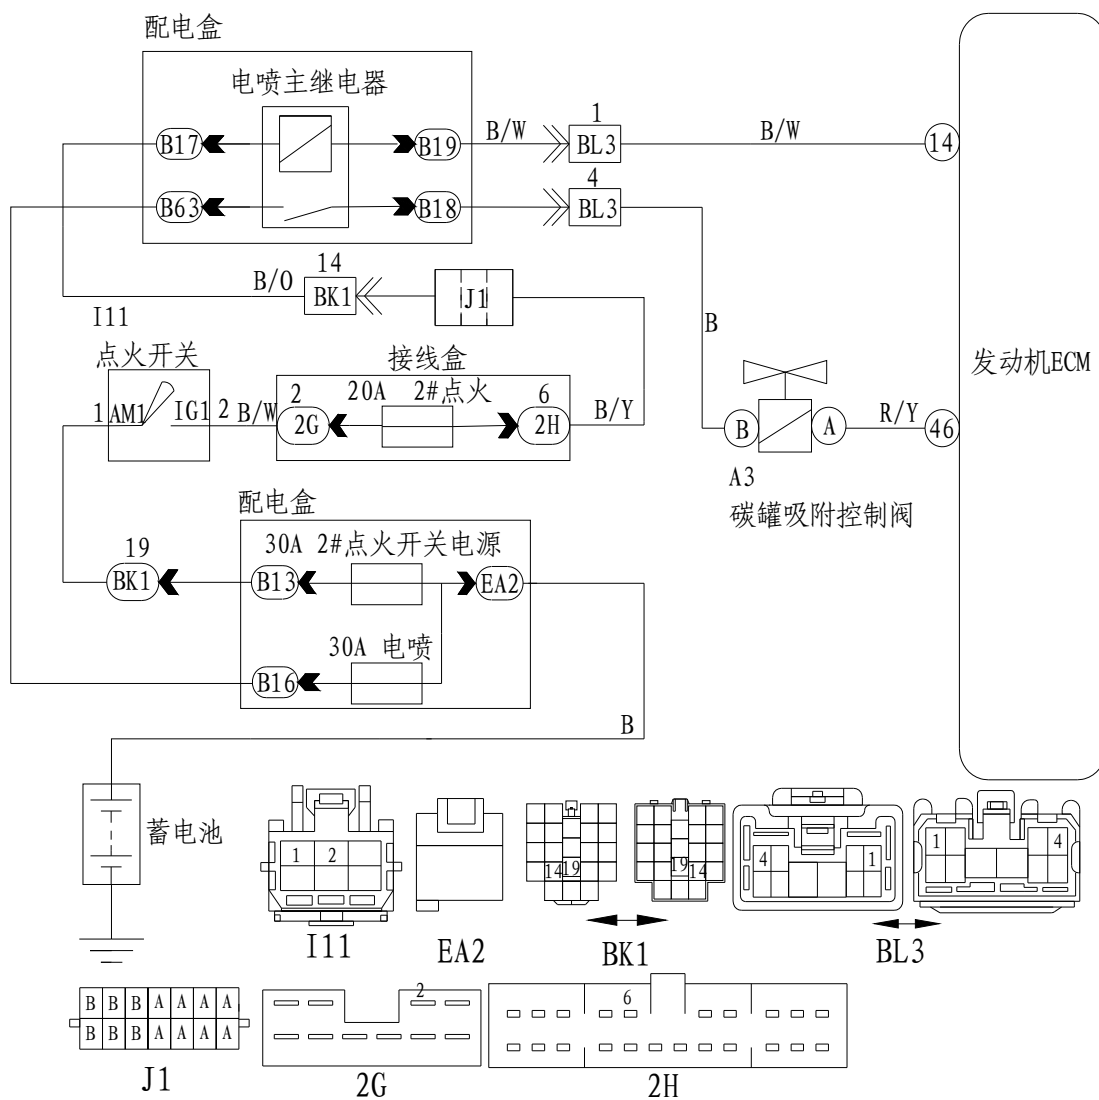 配电盒
电喷主继电器
B17 B19 B/W 1 BL3 B/W 14
B63 B18 4 BL3
B/O 14 BK1 J1
B
发动机ECM
I11
点火开关
1 AM1 IG1 2 B/W
接线盒
2 20A 2#点火 6
2G 2H B/Y
B A R/Y 46
A3
碳罐吸附控制阀
配电盒
30A 2#点火开关电源
19
BK1 B13 EA2
30A 电喷
B16
B
蓄电池
1 2
I11
EA2
14 19 19 14
BK1
4 1 1 4
BL3
B B B A A A A
B B B A A A A
J1
2
2G
6
2H